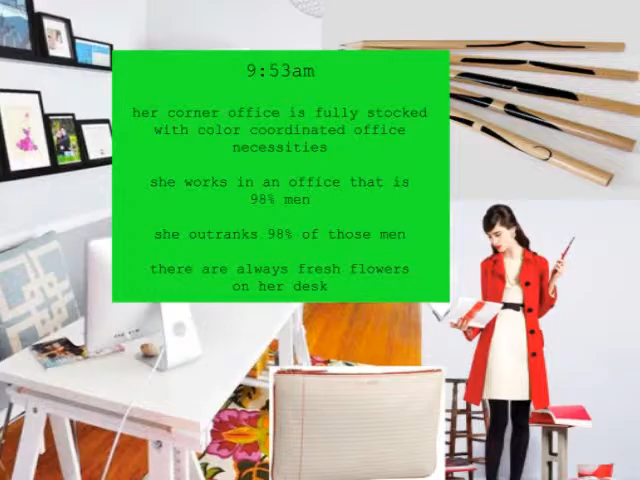 9:53am
her corner office is fully stocked
with color coordinated office
necessities
she works in an office that is
98% men
she outranks 98% of those men
there are always fresh flowers
on her desk